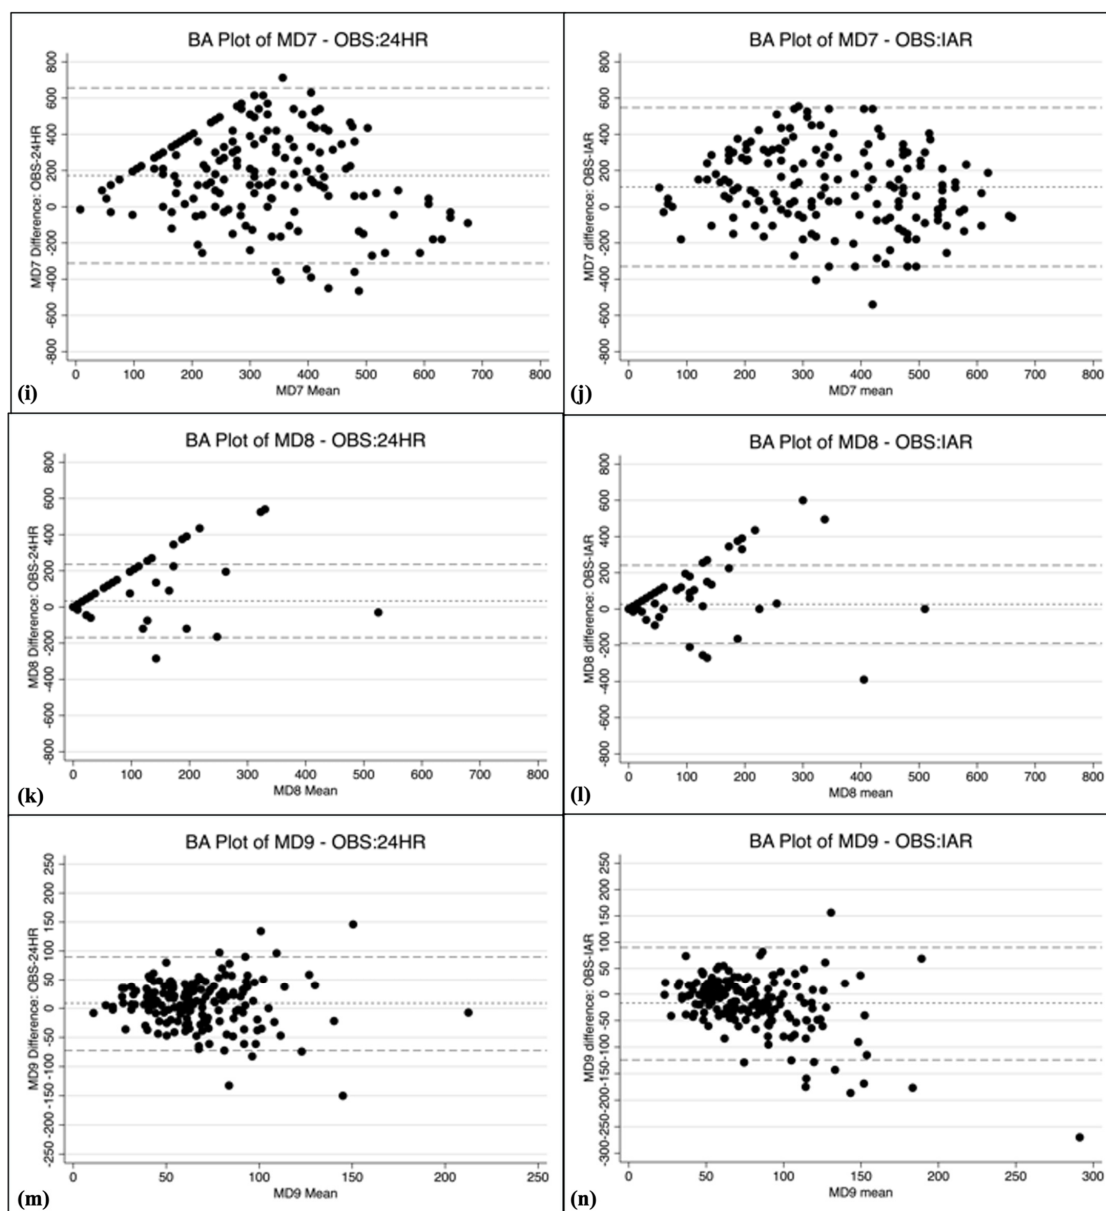 BA Plot of MD7 - OBS:24HR
MD7 Difference: OBS-24HR
800
600
400
200
0
-200
-400
-600
-800
0 100 200 300 400 500 600 700 800
MD7 Mean
(i)
BA Plot of MD7 - OBS:IAR
MD7 difference: OBS-IAR
800
600
400
200
0
-200
-400
-600
-800
0 100 200 300 400 500 600 700 800
MD7 mean
(j)
BA Plot of MD8 - OBS:24HR
MD8 Difference: OBS-24HR
800
600
400
200
0
-200
-400
-600
-800
0 100 200 300 400 500 600 700 800
MD8 Mean
(k)
BA Plot of MD8 - OBS:IAR
MD8 difference: OBS-IAR
800
600
400
200
0
-200
-400
-600
-800
0 100 200 300 400 500 600 700 800
MD8 mean
(l)
BA Plot of MD9 - OBS:24HR
MD9 Difference: OBS-24HR
250
200
150
100
50
0
-50
-100
-150
-200
-250
0 50 100 150 200 250
MD9 Mean
(m)
BA Plot of MD9 - OBS:IAR
MD9 difference: OBS-IAR
250
200
150
100
50
0
-50
-100
-150
-200
-250
-300
0 50 100 150 200 250 300
MD9 mean
(n)